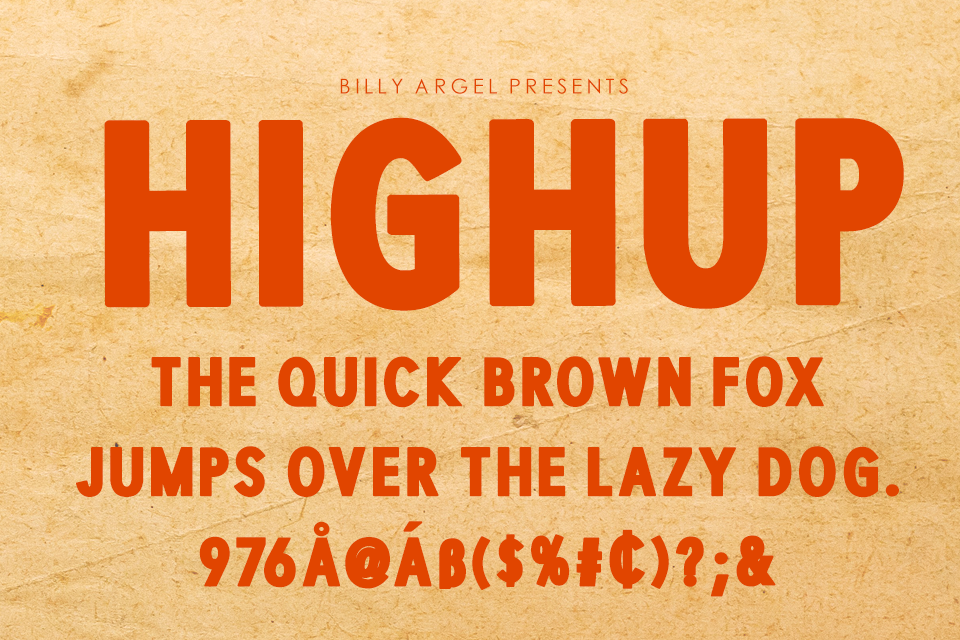 BILLY ARGEL PRESENTS
HIGHUP
THE QUICK BROWN FOX
JUMPS OVER THE LAZY DOG.
976Å@Áß($%#₵)?;&